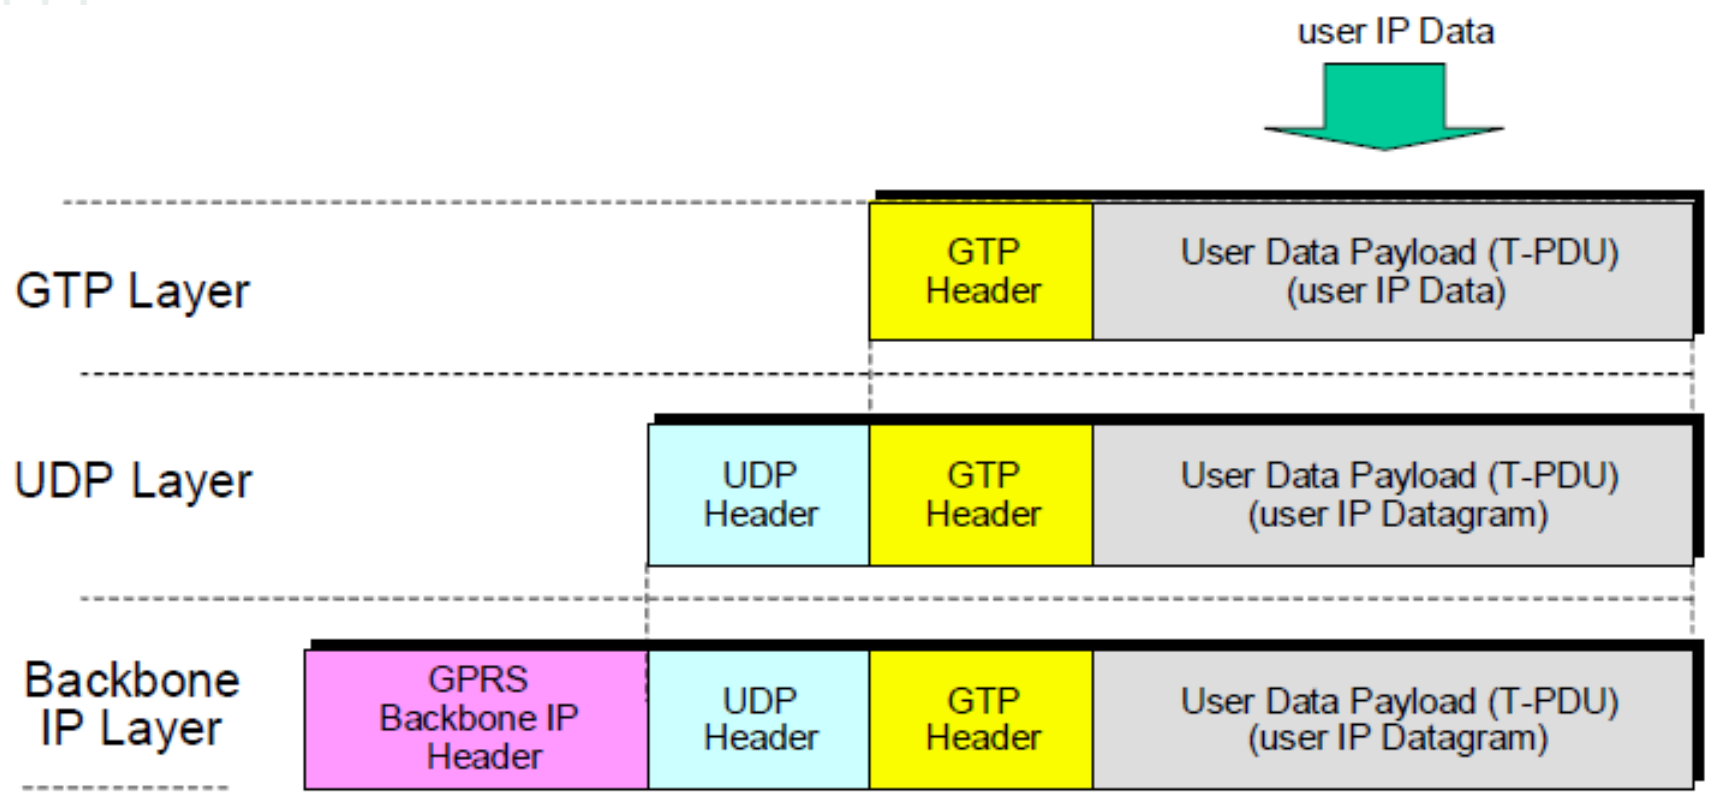 user IP Data
GTP
Header
User Data Payload (T-PDU)
(user IP Data)
GTP Layer
UDP
Header
GTP
Header
User Data Payload (T-PDU)
(user IP Datagram)
UDP Layer
Backbone
IP Layer
GPRS
Backbone IP
Header
UDP
Header
GTP
Header
User Data Payload (T-PDU)
(user IP Datagram)